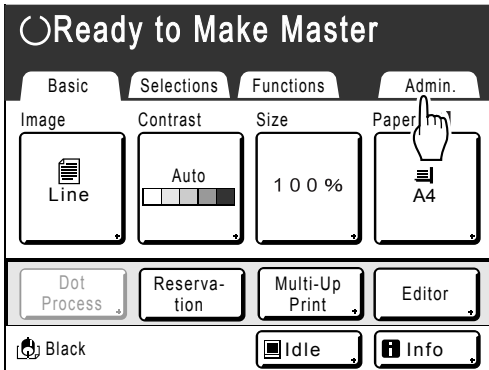 Ready to Make Master
Basic Selections Functions Admin.
Image Contrast Size Paper
Line Auto 100% A4
Dot Process
Reserva-
tion
Multi-Up
Print
Editor
Black Idle Info